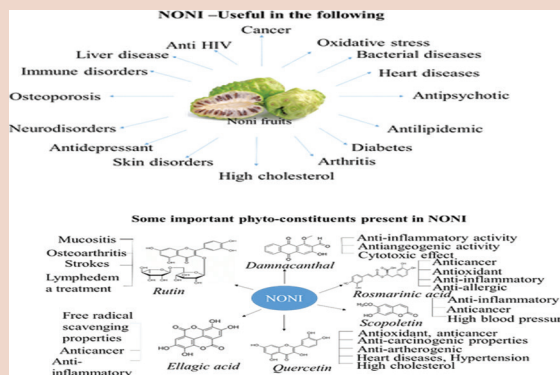 NONI –Useful in the following
Cancer
Anti HIV
Oxidative stress
Liver disease
Bacterial diseases
Immune disorders
Heart diseases
Osteoporosis
Antipsychotic
Noni fruits
Neurodisorders
Antilipidemic
Antidepressant
Diabetes
Skin disorders
Arthritis
High cholesterol
Some important phyto-constituents present in NONI
Mucositis
Osteoarthritis
Strokes
Lymphedem
a treatment
Rutin
Damnacanthal
Anti-inflammatory activity
Antiangeogenic activity
Cytotoxic effect
Anticancer
Antioxidant
Anti-inflammatory
Anti-allergic
Rosmarinic acid
NONI
Anti-inflammatory
Anticancer
High blood pressure
Scopoletin
Free radical
scavenging
properties
Anticancer
Anti-
inflammatory
Ellagic acid
Quercetin
Antioxidant, anticancer
Anti-carcinogenic properties
Anti-artherogenic
Heart diseases, Hypertension
High cholesterol